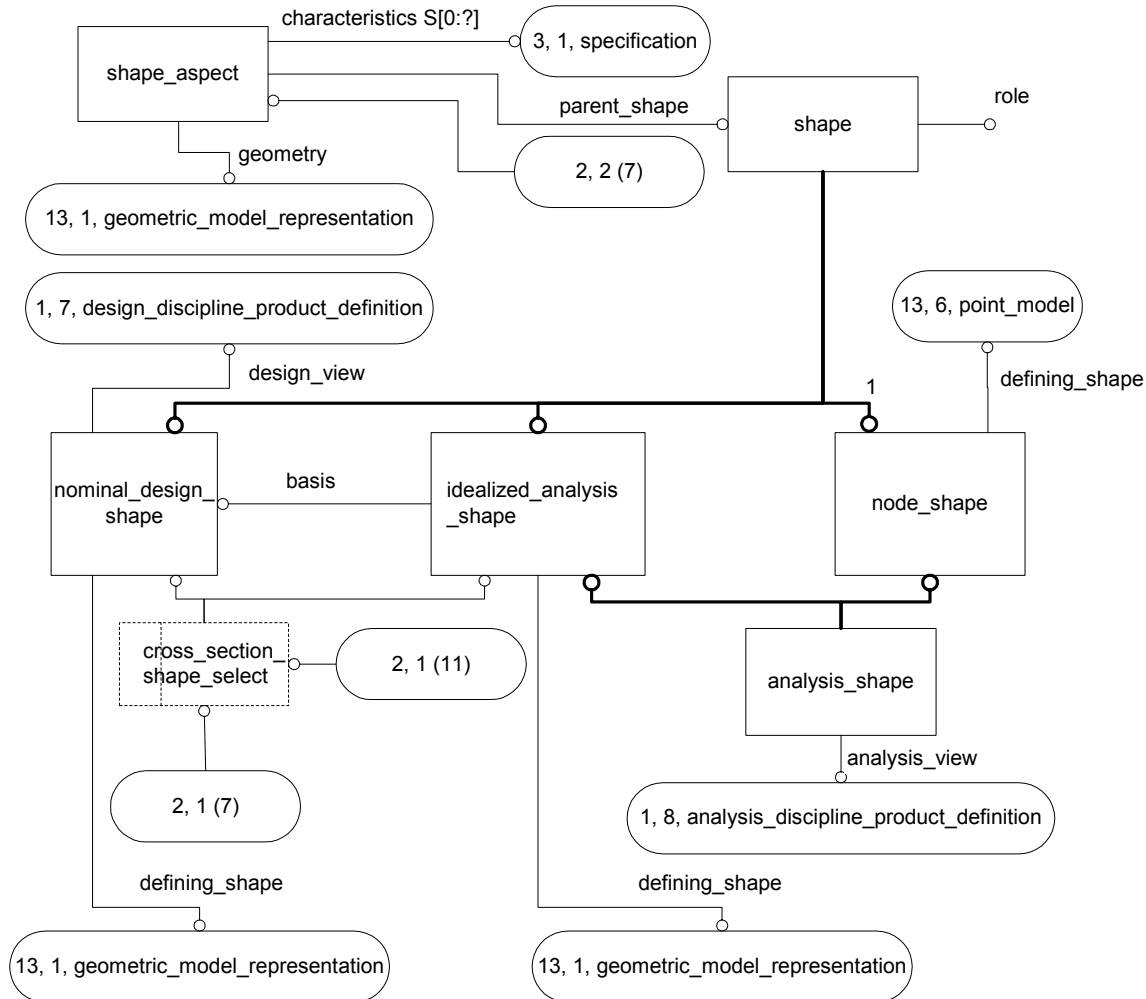 characteristics S[0:?]
3, 1, specification
shape_aspect
parent_shape
shape
role
geometry
2, 2 (7)
13, 1, geometric_model_representation
1, 7, design_discipline_product_definition
13, 6, point_model
design_view
defining_shape
1
nominal_design_
shape
basis
idealized_analysis
_shape
node_shape
cross_section_
shape_select
2, 1 (11)
analysis_shape
analysis_view
2, 1 (7)
1, 8, analysis_discipline_product_definition
defining_shape
defining_shape
13, 1, geometric_model_representation
13, 1, geometric_model_representation